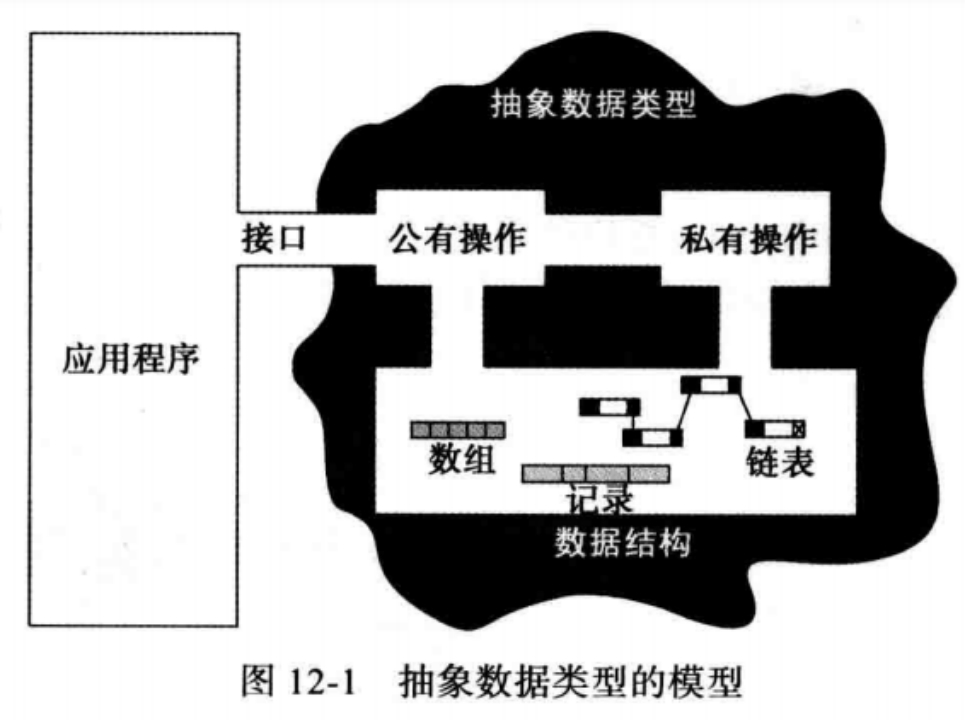 抽象数据类型
接口
公有操作
私有操作
应用程序
数组
链表
记录
数据结构
图 12-1 抽象数据类型的模型